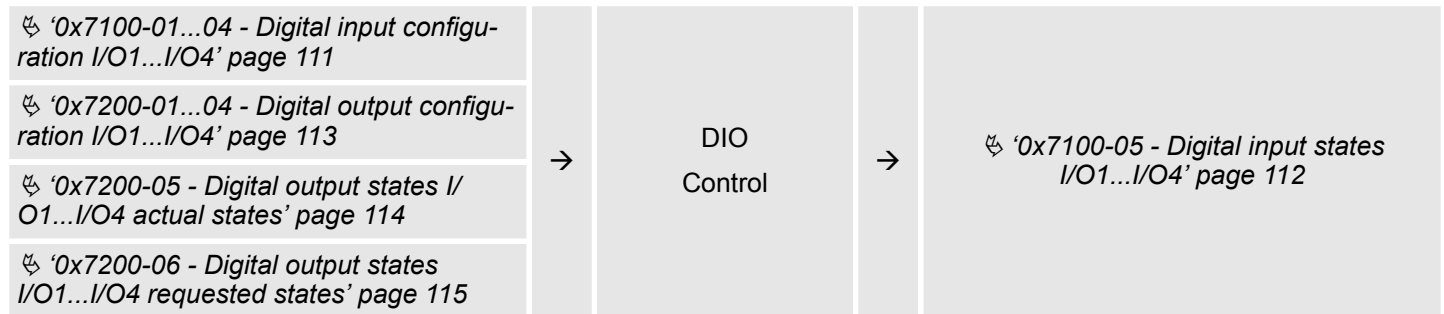 ↳ '0x7100-01...04 - Digital input configu-
ration I/O1...I/O4' page 111
↳ '0x7200-01...04 - Digital output configu-
ration I/O1...I/O4' page 113
↳ '0x7200-05 - Digital output states I/
O1...I/O4 actual states' page 114
↳ '0x7200-06 - Digital output states
I/O1...I/O4 requested states' page 115
→
DIO
Control
→
↳ '0x7100-05 - Digital input states
I/O1...I/O4' page 112